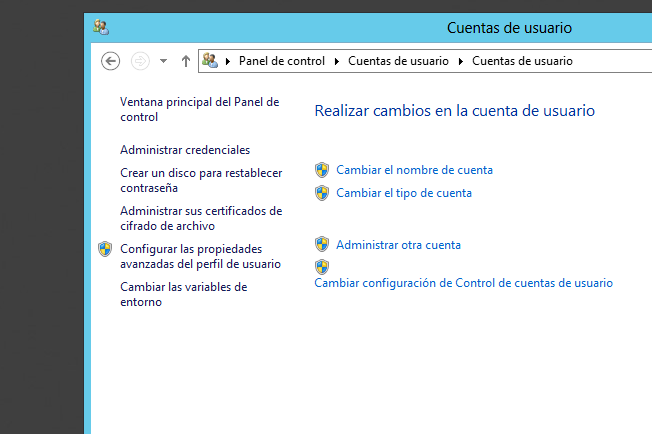 Cuentas de usuario
Panel de control Cuentas de usuario Cuentas de usuario
Ventana principal del Panel de
control
Administrar credenciales
Crear un disco para restablecer
contraseña
Administrar sus certificados de
cifrado de archivo
Configurar las propiedades
avanzadas del perfil de usuario
Cambiar las variables de
entorno
Realizar cambios en la cuenta de usuario
Cambiar el nombre de cuenta
Cambiar el tipo de cuenta
Administrar otra cuenta
Cambiar configuración de Control de cuentas de usuario